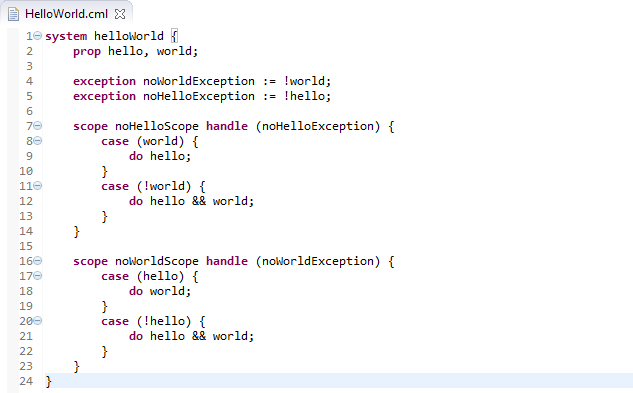 HelloWorld.cml
1 system helloWorld {
2     prop hello, world;
3
4     exception noWorldException := !world;
5     exception noHelloException := !hello;
6
7     scope noHelloScope handle (noHelloException) {
8         case (world) {
9             do hello;
10         }
11         case (!world) {
12             do hello && world;
13         }
14     }
15
16     scope noWorldScope handle (noWorldException) {
17         case (hello) {
18             do world;
19         }
20         case (!hello) {
21             do hello && world;
22         }
23     }
24 }